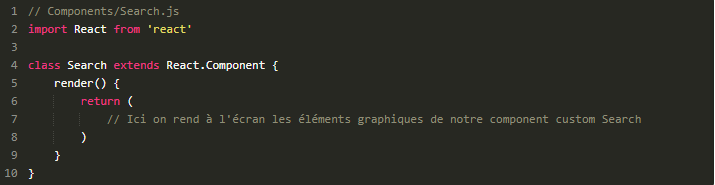 1 // Components/Search.js
2 import React from 'react'
3
4 class Search extends React.Component {
5 render() {
6 return (
7 // Ici on rend à l'écran les éléments graphiques de notre component custom Search
8 )
9 }
10 }